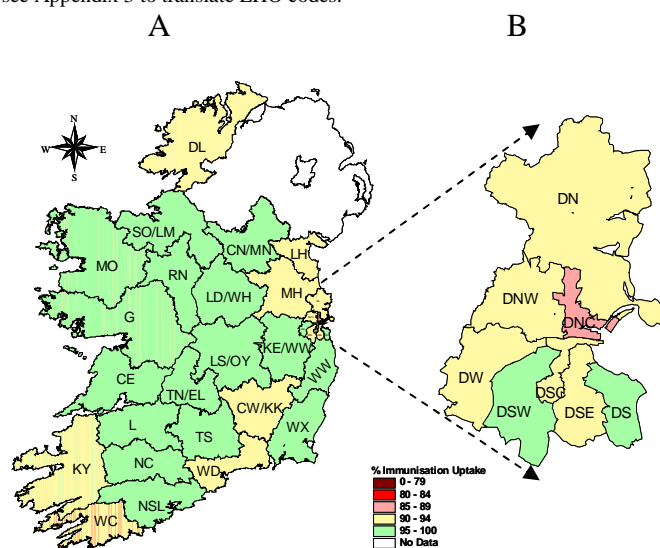 see Appendix 3 to translate LHO codes.
A B
N
W E
S
DL
DN
SO/LM
CN/MN
LH
MO
RN
MH
LD/WH
DNW
DNC
G
LS/OY
KE/WW
WW
CE
TN/EL
DW
DSC
DSW
DSE
DS
CW/KK
L
TS
WX
KY
NC
WD
NSL
WC
% Immunisation Uptake
0 - 79
80 - 84
85 - 89
90 - 94
95 - 100
No Data